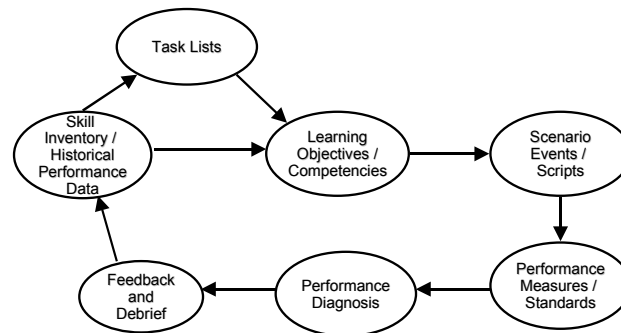 Task Lists
Skill
Inventory /
Historical
Performance
Data
Learning
Objectives /
Competencies
Scenario
Events /
Scripts
Feedback
and
Debrief
Performance
Diagnosis
Performance
Measures /
Standards